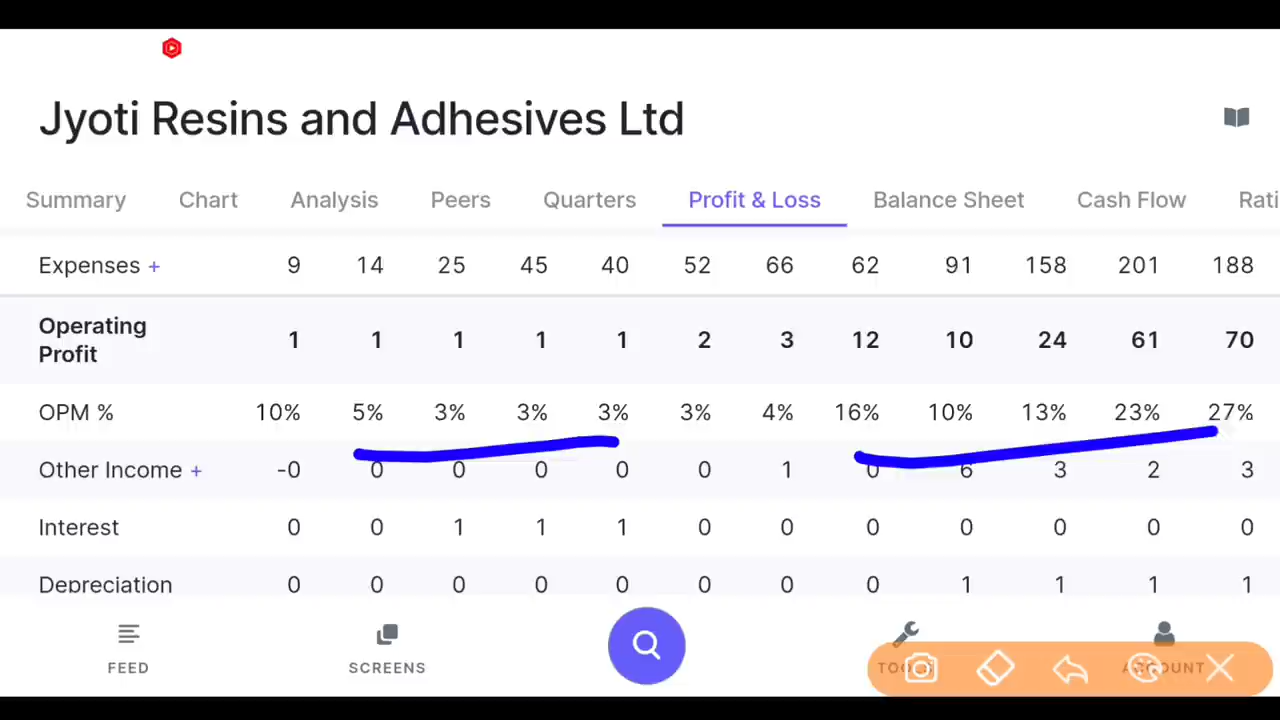 Jyoti Resins and Adhesives Ltd
Summary Chart Analysis Peers Quarters Profit & Loss Balance Sheet Cash Flow Rati
Expenses + 9 14 25 45 40 52 66 62 91 158 201 188
Operating
Profit 1 1 1 1 1 2 3 12 10 24 61 70
OPM % 10% 5% 3% 3% 3% 3% 4% 16% 10% 13% 23% 27%
Other Income + -0 0 0 0 0 0 1 0 6 3 2 3
Interest 0 0 1 1 1 0 0 0 0 0 0 0
Depreciation 0 0 0 0 0 0 0 0 1 1 1 1
FEED SCREENS TOOLS ACCOUNT